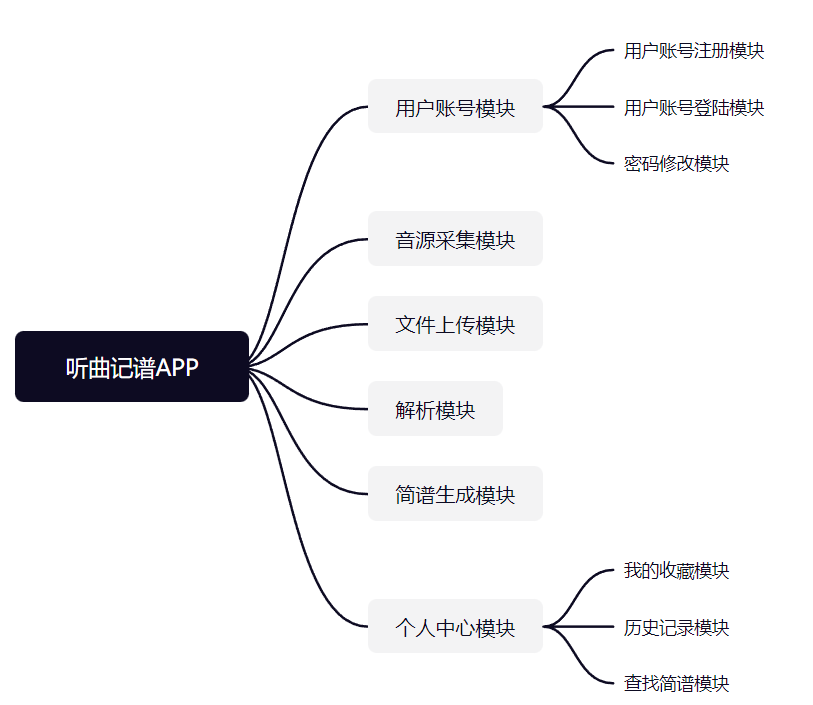 听曲记谱APP
用户账号模块
用户账号注册模块
用户账号登陆模块
密码修改模块
音源采集模块
文件上传模块
解析模块
简谱生成模块
个人中心模块
我的收藏模块
历史记录模块
查找简谱模块